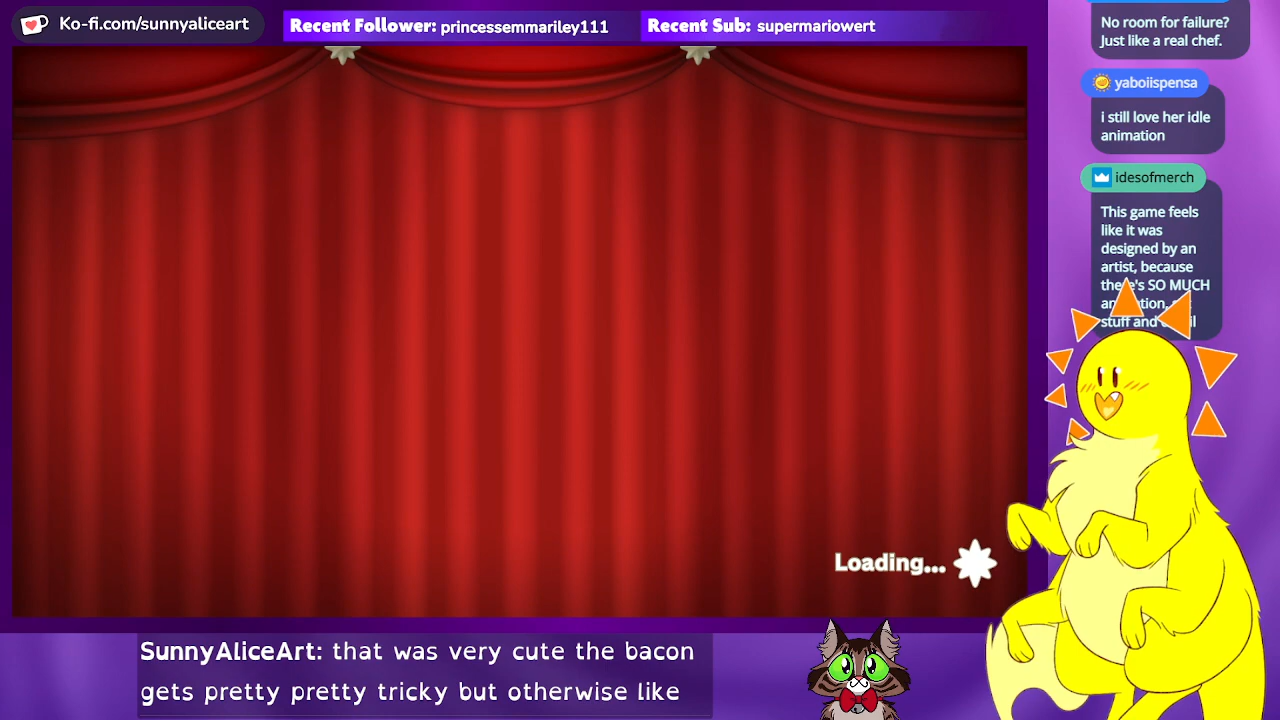 Ko-fi.com/sunnyaliceart
Recent Follower: princessemmariley111
Recent Sub: supermariowert
No room for failure?
Just like a real chef.
yaboiispensa
i still love her idle
animation
idesofmerch
This game feels
like it was
designed by an
artist, because
there's SO MUCH
stuff and
Loading...
SunnyAliceArt: that was very cute the bacon
gets pretty pretty tricky but otherwise like